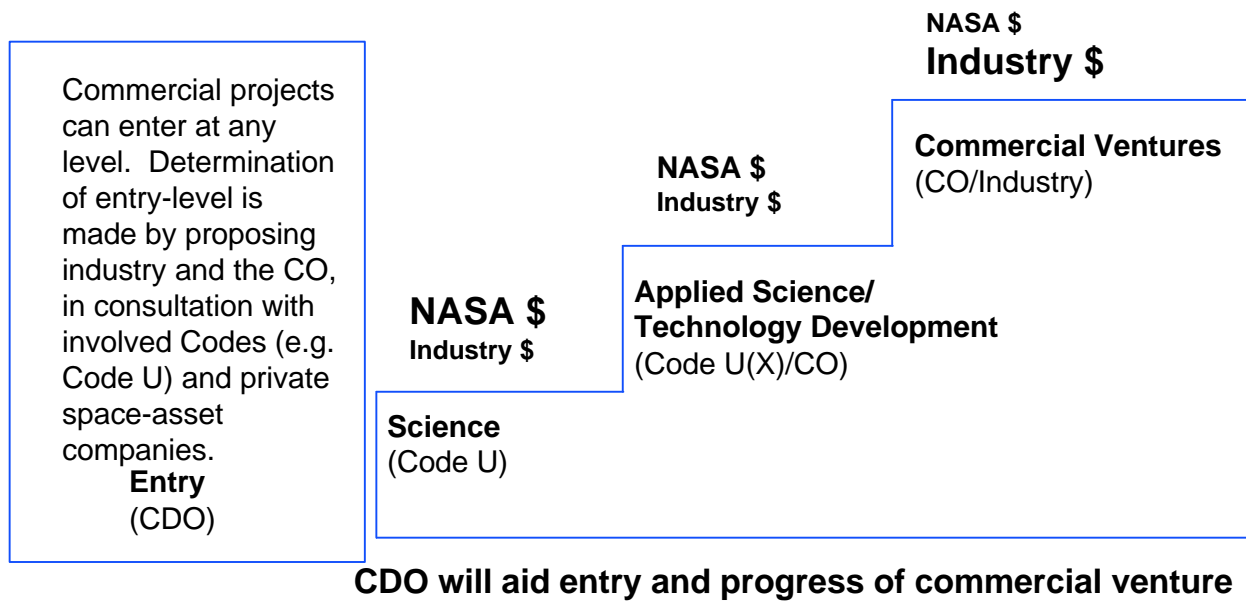 Commercial projects
can enter at any
level.  Determination
of entry-level is
made by proposing
industry and the CO,
in consultation with
involved Codes (e.g.
Code U) and private
space-asset
companies.
Entry
(CDO)
NASA $
Industry $
Science
(Code U)
NASA $
Industry $
Applied Science/
Technology Development
(Code U(X)/CO)
NASA $
Industry $
Commercial Ventures
(CO/Industry)
CDO will aid entry and progress of commercial venture